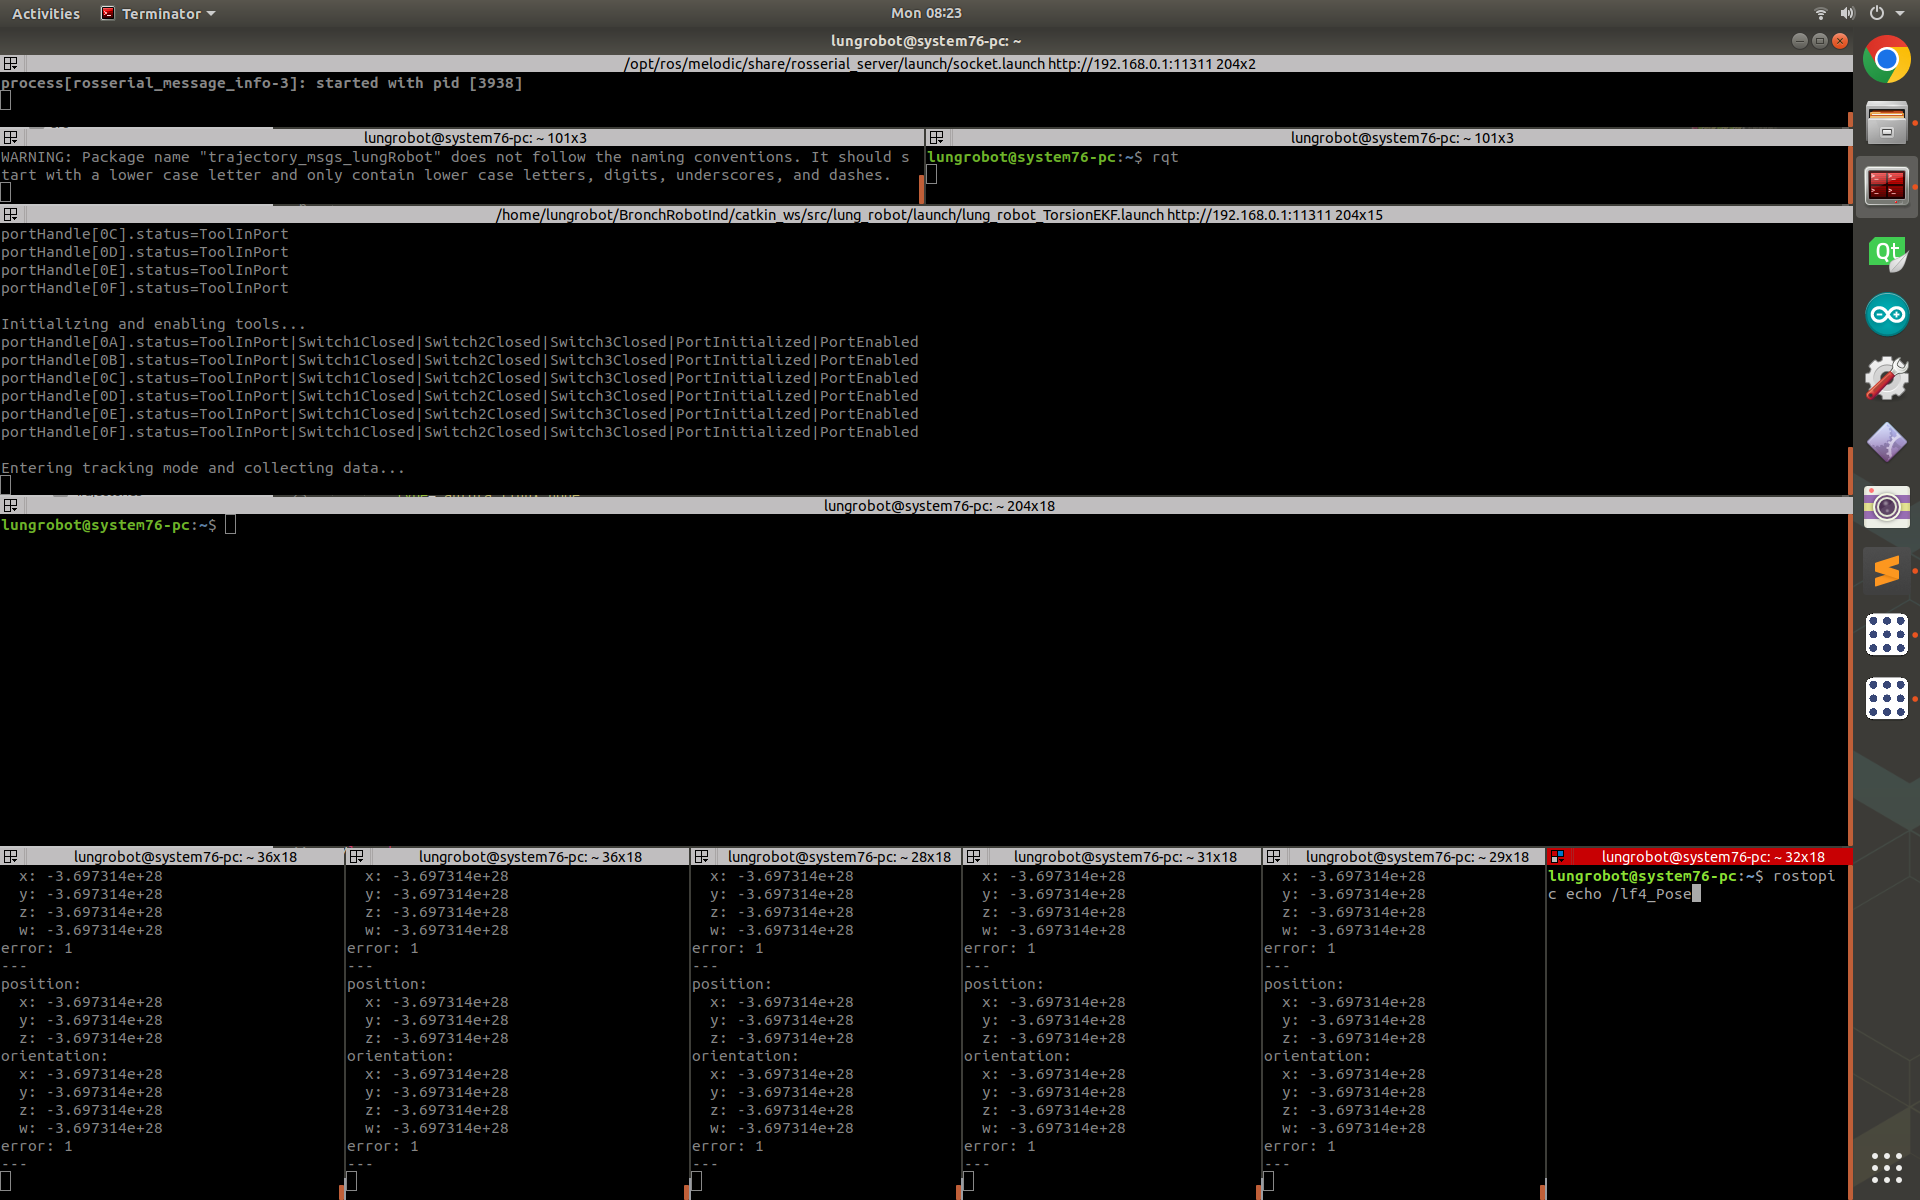 Activities
Terminator
Mon 08:23
lungrobot@system76-pc: ~
/opt/ros/melodic/share/rosserial_server/launch/socket.launch http://192.168.0.1:11311 204x2
process[rosserial_message_info-3]: started with pid [3938]
lungrobot@system76-pc: ~ 101x3
WARNING: Package name "trajectory_msgs_lungRobot" does not follow the naming conventions. It should s
tart with a lower case letter and only contain lower case letters, digits, underscores, and dashes.
lungrobot@system76-pc: ~ 101x3
lungrobot@system76-pc:~$ rqt
/home/lungrobot/BronchRobotInd/catkin_ws/src/lung_robot/launch/lung_robot_TorsionEKF.launch http://192.168.0.1:11311 204x15
portHandle[0C].status=ToolInPort
portHandle[0D].status=ToolInPort
portHandle[0E].status=ToolInPort
portHandle[0F].status=ToolInPort
Initializing and enabling tools...
portHandle[0A].status=ToolInPort|Switch1Closed|Switch2Closed|Switch3Closed|PortInitialized|PortEnabled
portHandle[0B].status=ToolInPort|Switch1Closed|Switch2Closed|Switch3Closed|PortInitialized|PortEnabled
portHandle[0C].status=ToolInPort|Switch1Closed|Switch2Closed|Switch3Closed|PortInitialized|PortEnabled
portHandle[0D].status=ToolInPort|Switch1Closed|Switch2Closed|Switch3Closed|PortInitialized|PortEnabled
portHandle[0E].status=ToolInPort|Switch1Closed|Switch2Closed|Switch3Closed|PortInitialized|PortEnabled
portHandle[0F].status=ToolInPort|Switch1Closed|Switch2Closed|Switch3Closed|PortInitialized|PortEnabled
Entering tracking mode and collecting data...
lungrobot@system76-pc: ~ 204x18
lungrobot@system76-pc:~$
lungrobot@system76-pc: ~ 36x18
x: -3.697314e+28
y: -3.697314e+28
z: -3.697314e+28
w: -3.697314e+28
error: 1
---
position:
x: -3.697314e+28
y: -3.697314e+28
z: -3.697314e+28
orientation:
x: -3.697314e+28
y: -3.697314e+28
z: -3.697314e+28
w: -3.697314e+28
error: 1
---
lungrobot@system76-pc: ~ 36x18
x: -3.697314e+28
y: -3.697314e+28
z: -3.697314e+28
w: -3.697314e+28
error: 1
---
position:
x: -3.697314e+28
y: -3.697314e+28
z: -3.697314e+28
orientation:
x: -3.697314e+28
y: -3.697314e+28
z: -3.697314e+28
w: -3.697314e+28
error: 1
---
lungrobot@system76-pc: ~ 28x18
x: -3.697314e+28
y: -3.697314e+28
z: -3.697314e+28
w: -3.697314e+28
error: 1
---
position:
x: -3.697314e+28
y: -3.697314e+28
z: -3.697314e+28
orientation:
x: -3.697314e+28
y: -3.697314e+28
z: -3.697314e+28
w: -3.697314e+28
error: 1
---
lungrobot@system76-pc: ~ 31x18
x: -3.697314e+28
y: -3.697314e+28
z: -3.697314e+28
w: -3.697314e+28
error: 1
---
position:
x: -3.697314e+28
y: -3.697314e+28
z: -3.697314e+28
orientation:
x: -3.697314e+28
y: -3.697314e+28
z: -3.697314e+28
w: -3.697314e+28
error: 1
---
lungrobot@system76-pc: ~ 29x18
x: -3.697314e+28
y: -3.697314e+28
z: -3.697314e+28
w: -3.697314e+28
error: 1
---
position:
x: -3.697314e+28
y: -3.697314e+28
z: -3.697314e+28
orientation:
x: -3.697314e+28
y: -3.697314e+28
z: -3.697314e+28
w: -3.697314e+28
error: 1
---
lungrobot@system76-pc: ~ 32x18
lungrobot@system76-pc:~$ rostopi
c echo /lf4_Pose
Qt